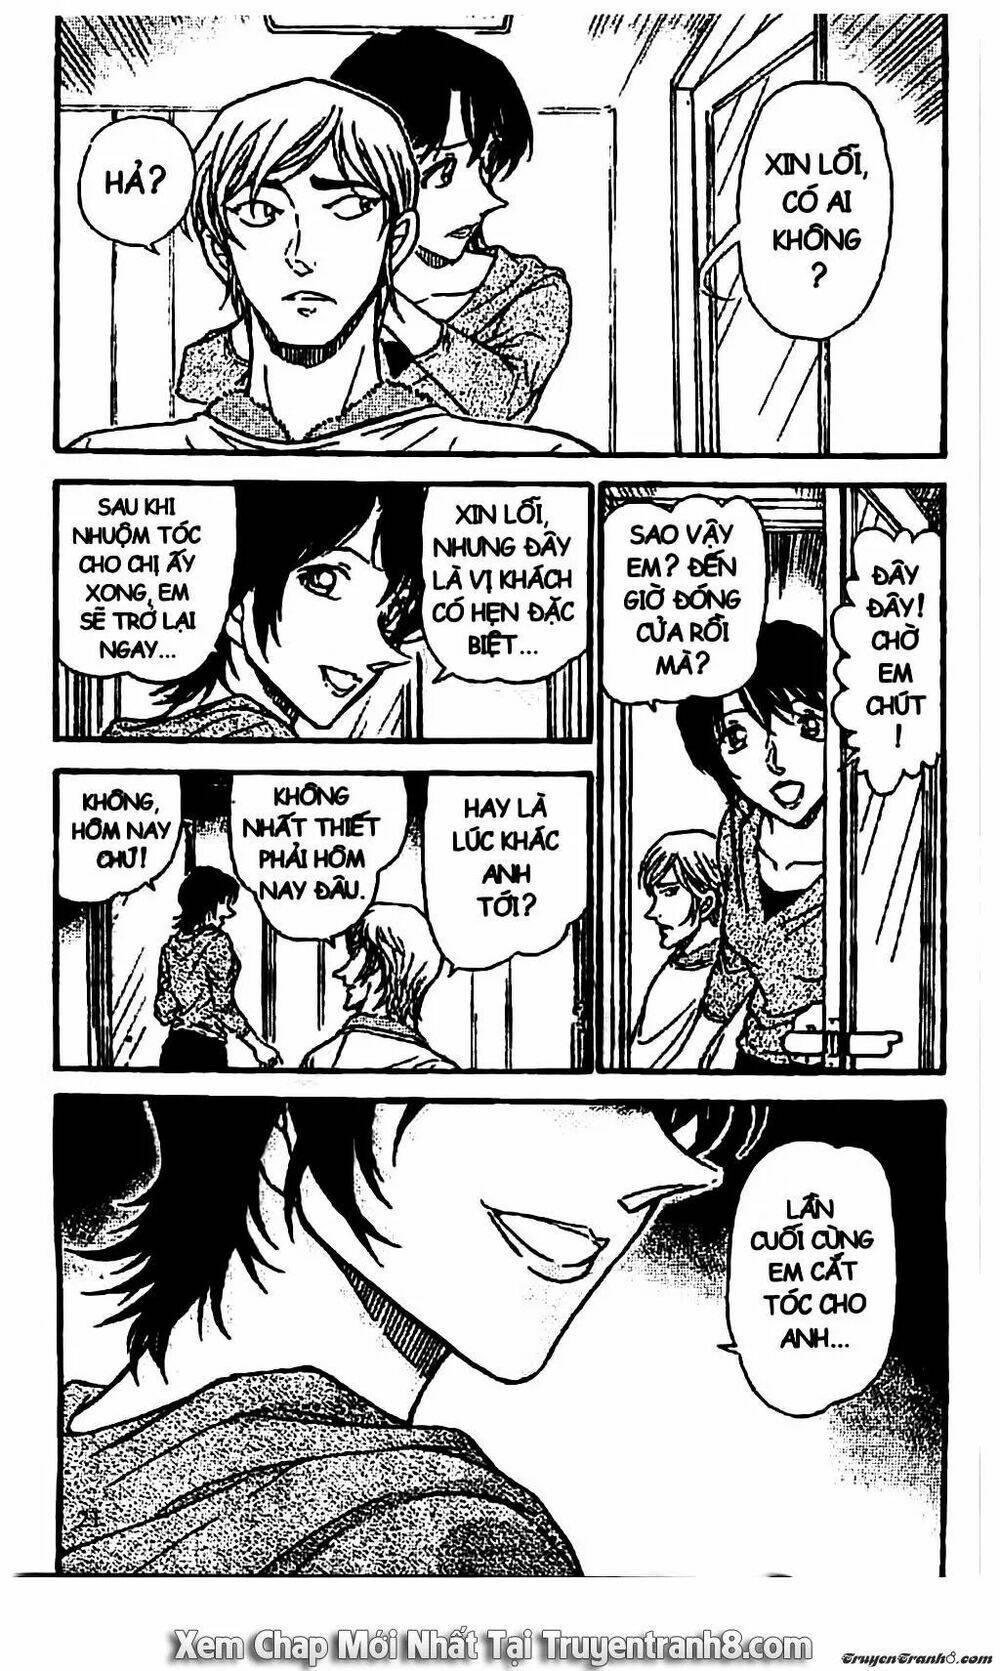 XIN LỖI,
CÓ AI
KHÔNG
?
HẢ?
ĐÂY
ĐÂY!
CHỜ
EM
CHÚT
!
SAO VẬY
EM? ĐẾN
GIỜ ĐÓNG
CỬA RỒI
MÀ?
XIN LỖI,
NHƯNG ĐÂY
LÀ VỊ KHÁCH
CÓ HẸN ĐẶC
BIỆT...
SAU KHI
NHUỘM TÓC
CHO CHỊ ẤY
XONG, EM
SẼ TRỞ LẠI
NGAY...
HAY LÀ
LÚC KHÁC
ANH
TỚI?
KHÔNG
NHẤT THIẾT
PHẢI HÔM
NAY ĐÂU.
KHÔNG,
HÔM NAY
CHỨ!
LẦN
CUỐI CÙNG
EM CẮT
TÓC CHO
ANH...
21
Xem Chap Mới Nhất Tại Truyentranh8.com
TruyenTranh8.com